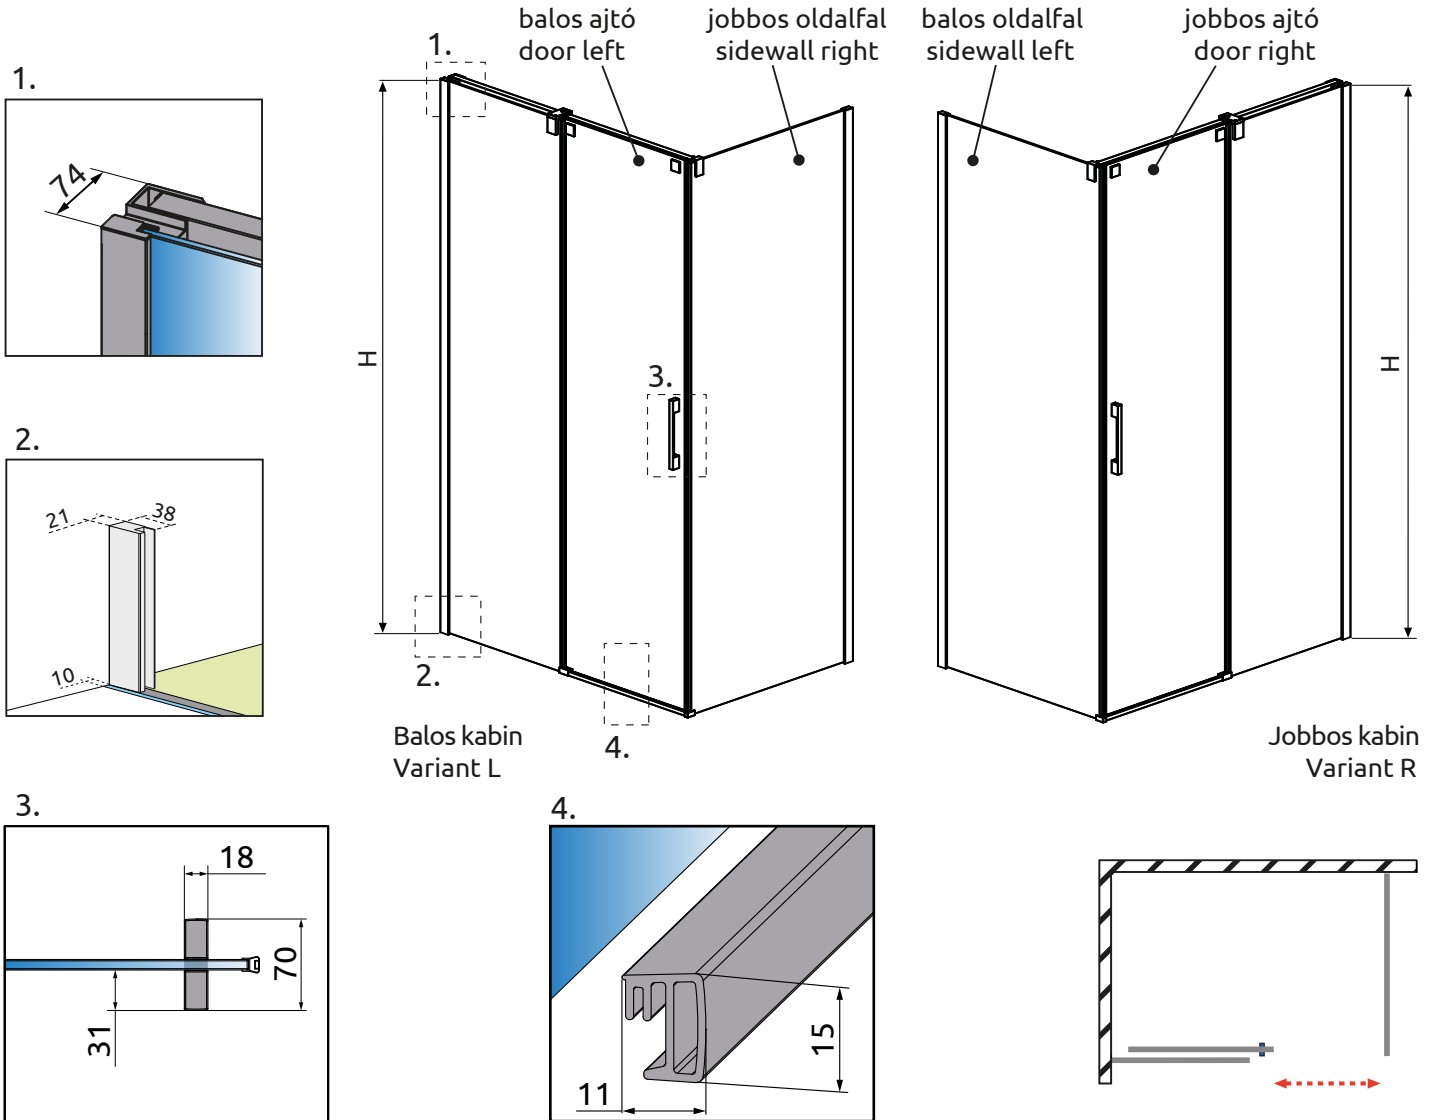 balos ajtó
door left
jobbos oldalfal
sidewall right
balos oldalfal
sidewall left
jobbos ajtó
door right
1.
1.
74
H
H
3.
2.
21
38
10
2.
4.
Balos kabin
Variant L
Jobbos kabin
Variant R
3.
18
70
31
4.
15
11